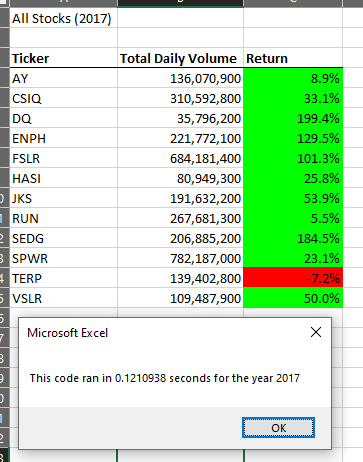 All Stocks (2017)
Ticker Total Daily Volume Return
AY 136,070,900 8.9%
CSIQ 310,592,800 33.1%
DQ 35,796,200 199.4%
ENPH 221,772,100 129.5%
FSLR 684,181,400 101.3%
HASI 80,949,300 25.8%
JKS 191,632,200 53.9%
RUN 267,681,300 5.5%
SEDG 206,885,200 184.5%
SPWR 782,187,000 23.1%
TERP 139,402,800 -7.2%
VSLR 109,487,900 50.0%
Microsoft Excel
This code ran in 0.1210938 seconds for the year 2017
OK